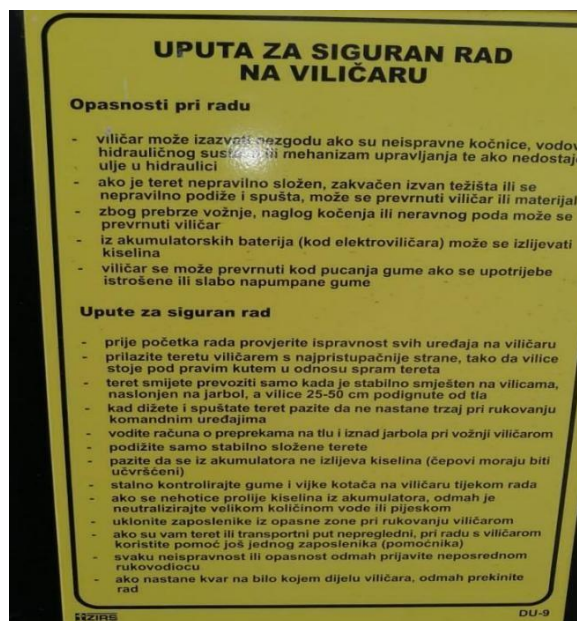 UPUTA ZA SIGURAN RAD
NA VILIČARU
Opasnosti pri radu
- viličar može izazvati nezgodu ako su neispravne kočnice,
hidrauličnog sustava ili mehanizam upravljanja te ako
ulje u hidraulici
- ako je teret nepravilno složen, zakvačen izvan težišta ili se
nepravilno podiže i spušta, može se prevrnuti viličar ili
- zbog prebrze vožnje, naglog kočenja ili neravnog poda može se
prevrnuti viličar
- iz akumulatorskih baterija (kod elektroviličara) može se izlijevati
kiselina
- viličar se može prevrnuti kod pucanja gume ako se upotrijebe
istrošene ili slabo napumpane gume
Upute za siguran rad
- prije početka rada provjerite ispravnost svih uređaja na viličaru
- prilazite teretu viličarem s najpristupačnije strane, tako da vilice
stoje pod pravim kutem u odnosu spram tereta
- teret smijete prevoziti samo kada je stabilno smješten na vilicama,
naslonjen na jarbol, a vilice 25-50 cm podignute od tla
- kad dižete i spuštate teret pazite da ne nastane trzaj pri rukovanju
komandnim uređajima
- vodite računa o preprekama na tlu i iznad jarbola pri vožnji viličarom
- podižite samo stabilno složene terete
- pazite da se iz akumulatora ne izlijeva kiselina (čepovi moraju biti
učvršćeni)
- stalno kontrolirajte gume i vijke kotača na viličaru tijekom rada
- ako se nehotice prolije kiselina iz akumulatora, odmah je
neutralizirajte velikom količinom vode ili pijeskom
- uklonite zaposlenike iz opasne zone pri rukovanju viličarom
- ako su vam teret ili transportni put nepregledni, pri radu s viličarom
koristite pomoć još jednog zaposlenika (pomoćnika)
- svaku neispravnost ili opasnost odmah prijavite neposrednom
rukovodiocu
- ako nastane kvar na bilo kojem dijelu viličara, odmah prekinite
rad
ZIRS
DU-9